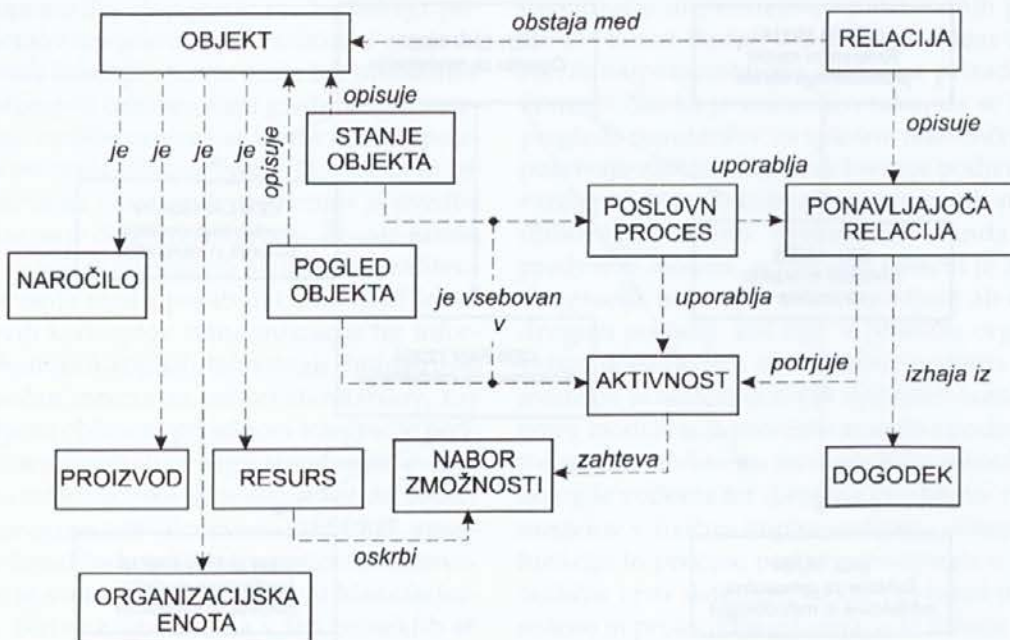 obstaja med
OBJEKT
RELACIJA
opisuje
je
je
je
je
opisuje
STANJE
OBJEKTA
opisuje
uporablja
POSLOVN
PROCES
PONAVLJAJOČA
RELACIJA
NAROČILO
POGLED
OBJEKTA
je vsebovan
v
uporablja
AKTIVNOST
potrjuje
izhaja iz
PROIZVOD
RESURS
NABOR
ZMOŽNOSTI
zahteva
DOGODEK
oskrbi
ORGANIZACIJSKA
ENOTA